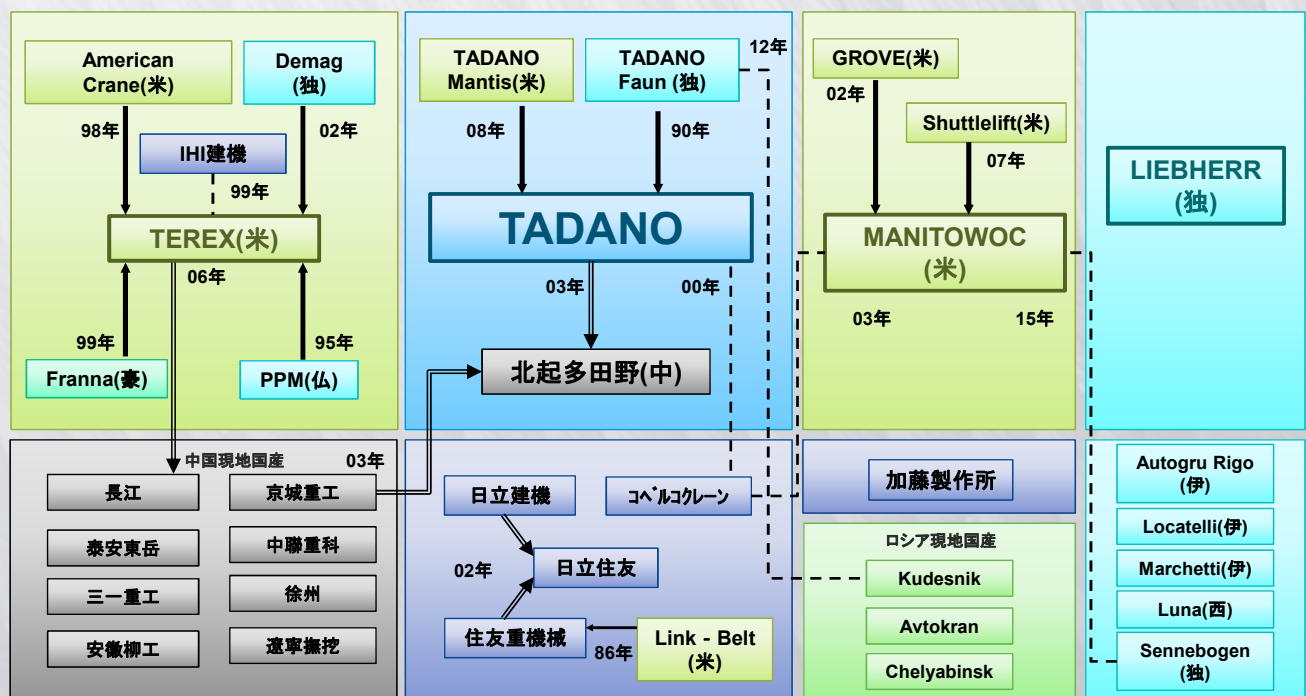 American
Crane(米)
Demag
(独)
98年
02年
IHI建機
99年
TEREX(米)
06年
99年
95年
Franna(豪)
PPM(仏)
TADANO
Mantis(米)
TADANO
Faun (独)
12年
08年
90年
TADANO
03年
00年
北起多田野(中)
GROVE(米)
02年
Shuttlelift(米)
07年
MANITOWOC
(米)
03年
15年
LIEBHERR
(独)
中国現地国産
03年
長江
京城重工
泰安東岳
中聯重科
三一重工
徐州
安徽柳工
遼寧撫挖
日立建機
コベルコクレーン
02年
日立住友
住友重機械
86年
Link - Belt
(米)
加藤製作所
ロシア現地国産
Kudesnik
Avtokran
Chelyabinsk
Autogru Rigo
(伊)
Locatelli(伊)
Marchetti(伊)
Luna(西)
Sennebogen
(独)